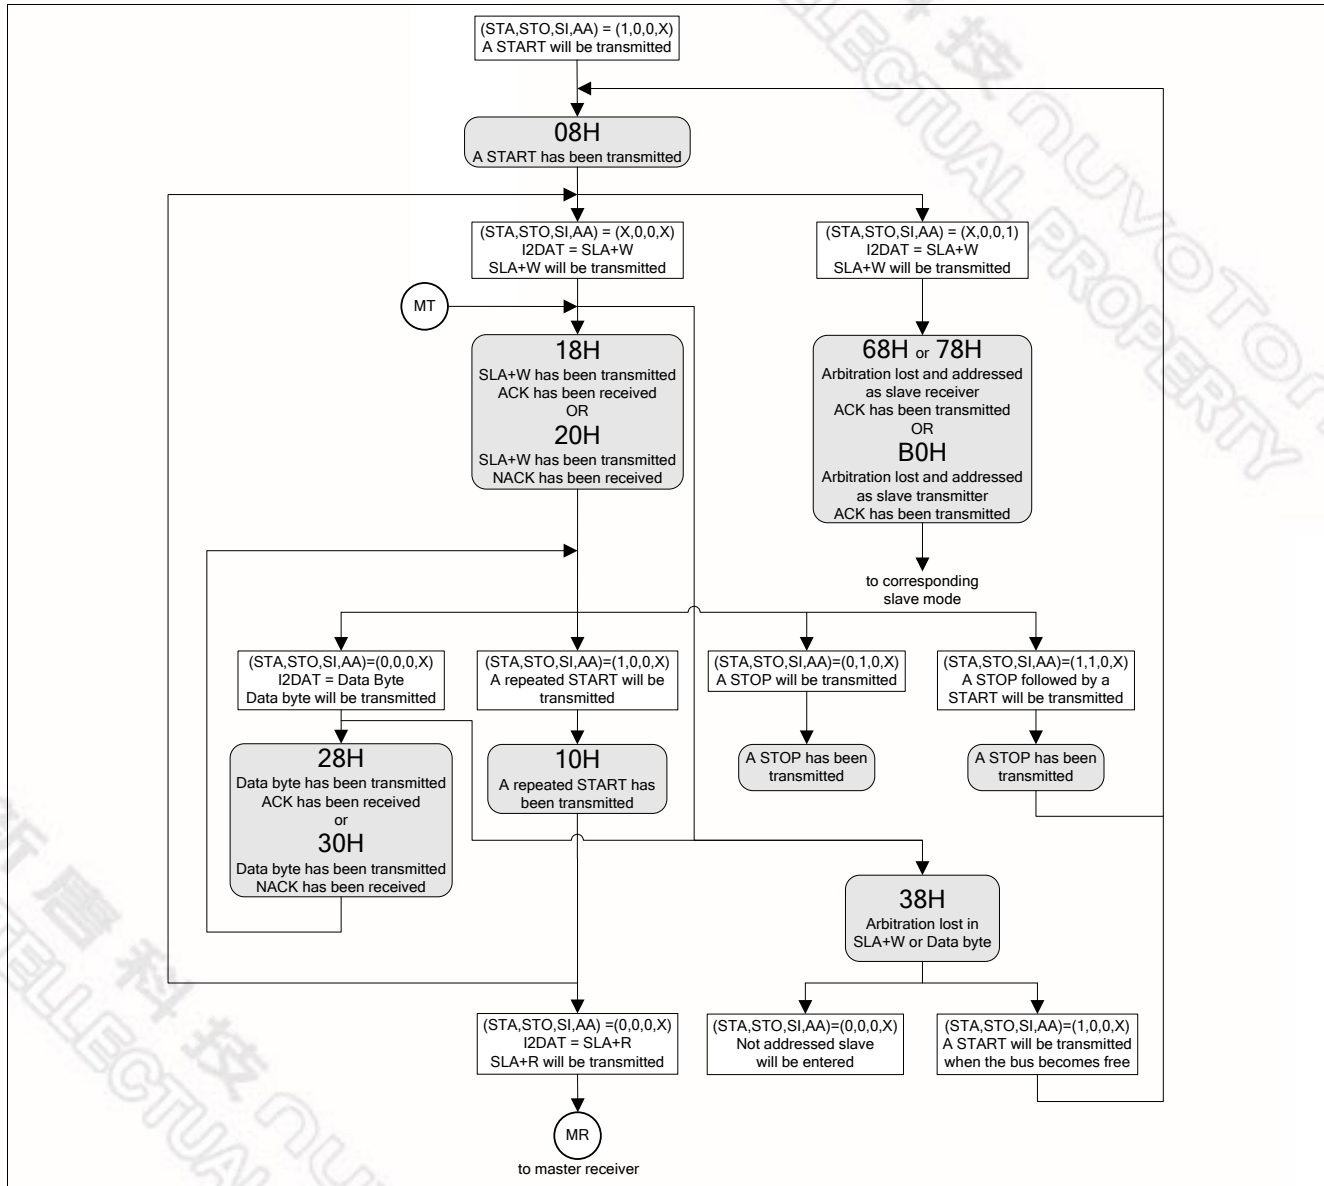 (STA,STO,SI,AA) = (1,0,0,X)
A START will be transmitted
08H
A START has been transmitted
(STA,STO,SI,AA) = (X,0,0,X)
I2DAT = SLA+W
SLA+W will be transmitted
(STA,STO,SI,AA) = (X,0,0,1)
I2DAT = SLA+W
SLA+W will be transmitted
MT
18H
SLA+W has been transmitted
ACK has been received
OR
20H
SLA+W has been transmitted
NACK has been received
68H or 78H
Arbitration lost and addressed
as slave receiver
ACK has been transmitted
OR
B0H
Arbitration lost and addressed
as slave transmitter
ACK has been transmitted
to corresponding
slave mode
(STA,STO,SI,AA)=(0,0,0,X)
I2DAT = Data Byte
Data byte will be transmitted
(STA,STO,SI,AA)=(1,0,0,X)
A repeated START will be
transmitted
(STA,STO,SI,AA)=(0,1,0,X)
A STOP will be transmitted
(STA,STO,SI,AA)=(1,1,0,X)
A STOP followed by a
START will be transmitted
28H
Data byte has been transmitted
ACK has been received
or
30H
Data byte has been transmitted
NACK has been received
10H
A repeated START has
been transmitted
A STOP has been
transmitted
A STOP has been
transmitted
38H
Arbitration lost in
SLA+W or Data byte
(STA,STO,SI,AA) =(0,0,0,X)
I2DAT = SLA+R
SLA+R will be transmitted
(STA,STO,SI,AA)=(0,0,0,X)
Not addressed slave
will be entered
(STA,STO,SI,AA)=(1,0,0,X)
A START will be transmitted
when the bus becomes free
MR
to master receiver
科技 nuvoTon
PROPERTY
科技